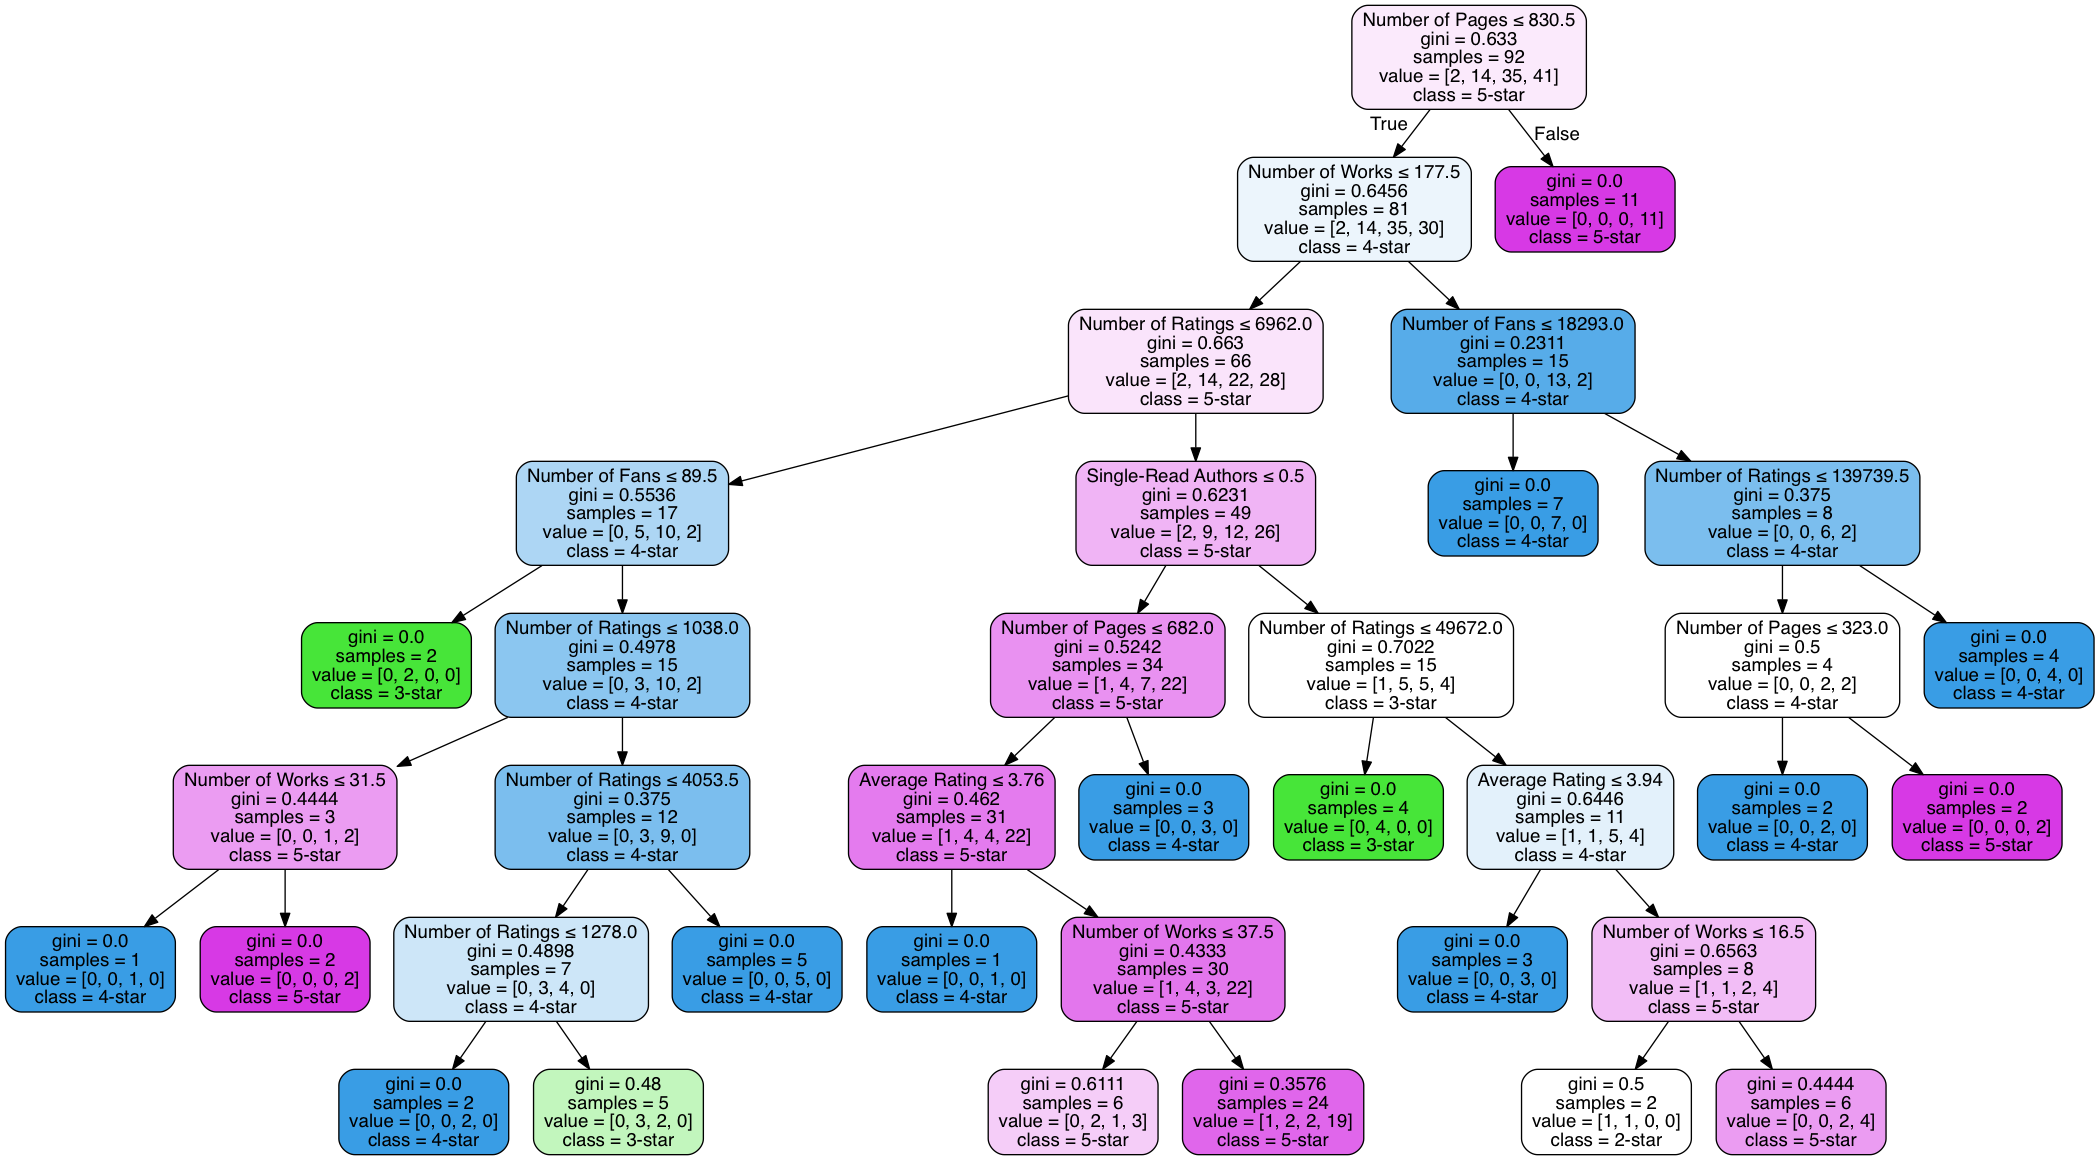 Number of Pages ≤ 830.5
gini = 0.633
samples = 92
value = [2, 14, 35, 41]
class = 5-star
True
False
Number of Works ≤ 177.5
gini = 0.6456
samples = 81
value = [2, 14, 35, 30]
class = 4-star
gini = 0.0
samples = 11
value = [0, 0, 0, 11]
class = 5-star
Number of Ratings ≤ 6962.0
gini = 0.663
samples = 66
value = [2, 14, 22, 28]
class = 5-star
Number of Fans ≤ 18293.0
gini = 0.2311
samples = 15
value = [0, 0, 13, 2]
class = 4-star
Number of Fans ≤ 89.5
gini = 0.5536
samples = 17
value = [0, 5, 10, 2]
class = 4-star
Single-Read Authors ≤ 0.5
gini = 0.6231
samples = 49
value = [2, 9, 12, 26]
class = 5-star
gini = 0.0
samples = 7
value = [0, 0, 7, 0]
class = 4-star
Number of Ratings ≤ 139739.5
gini = 0.375
samples = 8
value = [0, 0, 6, 2]
class = 4-star
gini = 0.0
samples = 2
value = [0, 2, 0, 0]
class = 3-star
Number of Ratings ≤ 1038.0
gini = 0.4978
samples = 15
value = [0, 3, 10, 2]
class = 4-star
Number of Pages ≤ 682.0
gini = 0.5242
samples = 34
value = [1, 4, 7, 22]
class = 5-star
Number of Ratings ≤ 49672.0
gini = 0.7022
samples = 15
value = [1, 5, 5, 4]
class = 3-star
Number of Pages ≤ 323.0
gini = 0.5
samples = 4
value = [0, 0, 2, 2]
class = 4-star
gini = 0.0
samples = 4
value = [0, 0, 4, 0]
class = 4-star
Number of Works ≤ 31.5
gini = 0.4444
samples = 3
value = [0, 0, 1, 2]
class = 5-star
Number of Ratings ≤ 4053.5
gini = 0.375
samples = 12
value = [0, 3, 9, 0]
class = 4-star
Average Rating ≤ 3.76
gini = 0.462
samples = 31
value = [1, 4, 4, 22]
class = 5-star
gini = 0.0
samples = 3
value = [0, 0, 3, 0]
class = 4-star
gini = 0.0
samples = 4
value = [0, 4, 0, 0]
class = 3-star
Average Rating ≤ 3.94
gini = 0.6446
samples = 11
value = [1, 1, 5, 4]
class = 4-star
gini = 0.0
samples = 2
value = [0, 0, 2, 0]
class = 4-star
gini = 0.0
samples = 2
value = [0, 0, 0, 2]
class = 5-star
gini = 0.0
samples = 1
value = [0, 0, 1, 0]
class = 4-star
gini = 0.0
samples = 2
value = [0, 0, 0, 2]
class = 5-star
Number of Ratings ≤ 1278.0
gini = 0.4898
samples = 7
value = [0, 3, 4, 0]
class = 4-star
gini = 0.0
samples = 5
value = [0, 0, 5, 0]
class = 4-star
gini = 0.0
samples = 1
value = [0, 0, 1, 0]
class = 4-star
Number of Works ≤ 37.5
gini = 0.4333
samples = 30
value = [1, 4, 3, 22]
class = 5-star
gini = 0.0
samples = 3
value = [0, 0, 3, 0]
class = 4-star
Number of Works ≤ 16.5
gini = 0.6563
samples = 8
value = [1, 1, 2, 4]
class = 5-star
gini = 0.0
samples = 2
value = [0, 0, 2, 0]
class = 4-star
gini = 0.48
samples = 5
value = [0, 3, 2, 0]
class = 3-star
gini = 0.6111
samples = 6
value = [0, 2, 1, 3]
class = 5-star
gini = 0.3576
samples = 24
value = [1, 2, 2, 19]
class = 5-star
gini = 0.5
samples = 2
value = [1, 1, 0, 0]
class = 2-star
gini = 0.4444
samples = 6
value = [0, 0, 2, 4]
class = 5-star